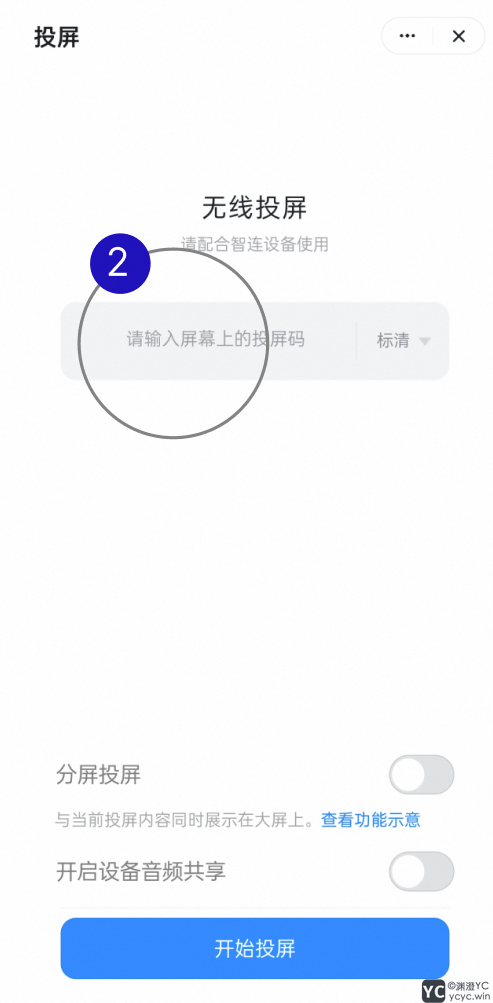 投屏
无线投屏
请配合智连设备使用
2
请输入屏幕上的投屏码 标清
分屏投屏
与当前投屏内容同时展示在大屏上。查看功能示意
开启设备音频共享
开始投屏
YC ©渊澄YC
ycyc.win